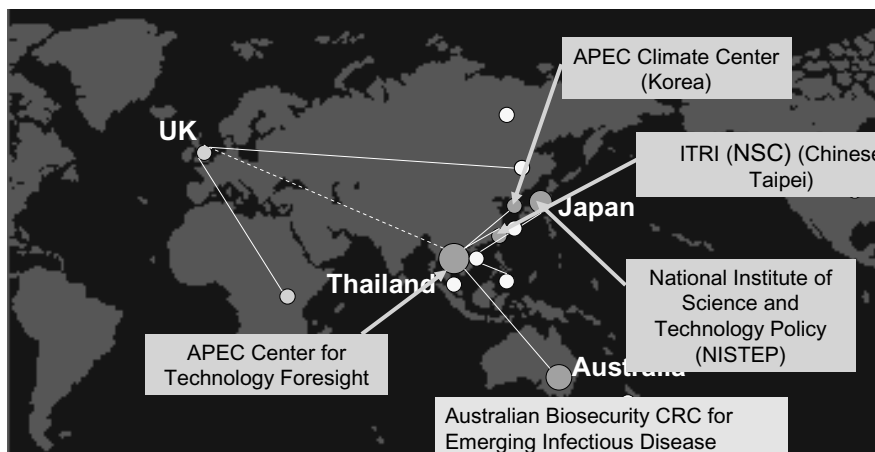 APEC Climate Center
(Korea)
UK
ITRI (NSC) (Chinese
Taipei)
Japan
Thailand
National Institute of
Science and
Technology Policy
(NISTEP)
APEC Center for
Technology Foresight
Australia
Australian Biosecurity CRC for
Emerging Infectious Disease